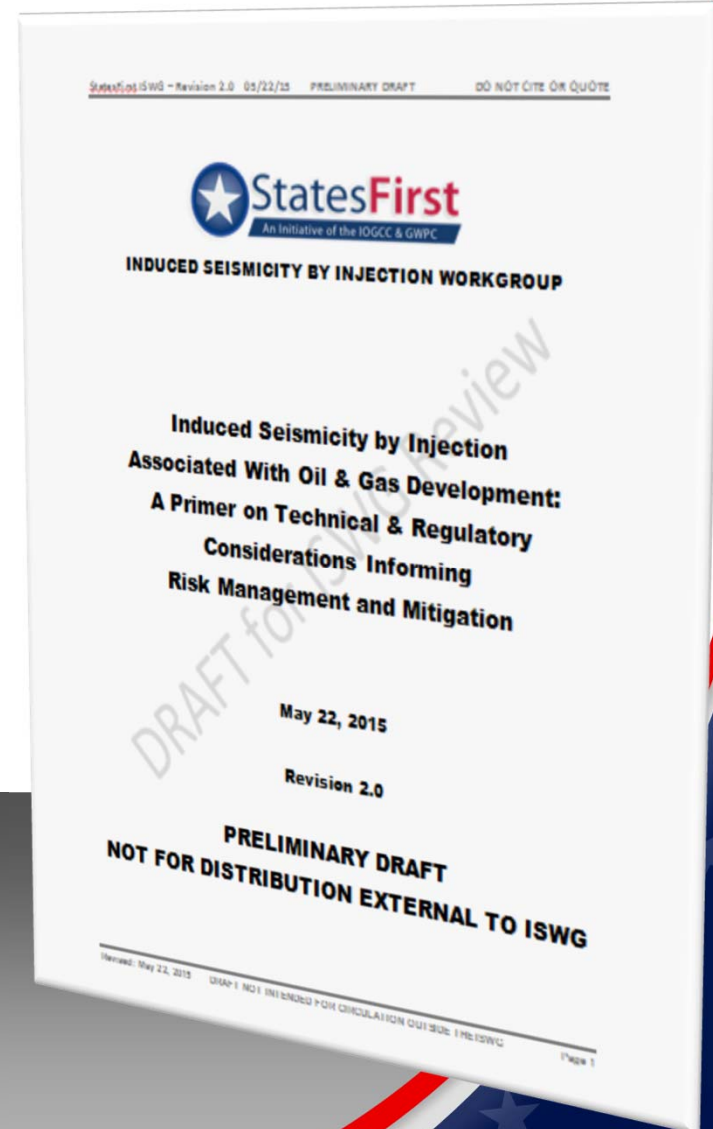 StatesFirst ISWG – Revision 2.0 05/22/15 PRELIMINARY DRAFT DO NOT CITE OR QUOTE
StatesFirst
An Initiative of the IOGCC & GWPC
INDUCED SEISMICITY BY INJECTION WORKGROUP
DRAFT for ISWG Review
Induced Seismicity by Injection
Associated With Oil & Gas Development:
A Primer on Technical & Regulatory
Considerations Informing
Risk Management and Mitigation
May 22, 2015
Revision 2.0
PRELIMINARY DRAFT
NOT FOR DISTRIBUTION EXTERNAL TO ISWG
Revised: May 22, 2015 DRAFT NOT INTENDED FOR CIRCULATION OUTSIDE THE ISWG Page 1